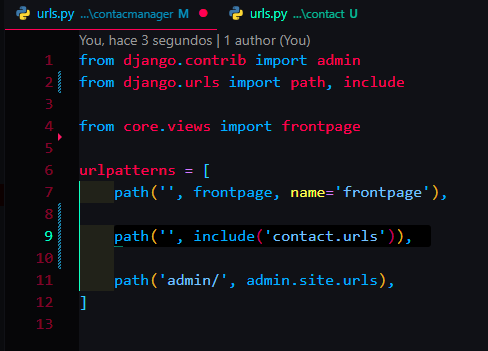 urls.py ...\contacmanager M urls.py ...\contact U
You, hace 3 segundos | 1 author (You)
1 from django.contrib import admin
2 from django.urls import path, include
3
4 from core.views import frontpage
5
6 urlpatterns = [
7 path('', frontpage, name='frontpage'),
8
9 path('', include('contact.urls')),
10
11 path('admin/', admin.site.urls),
12 ]
13